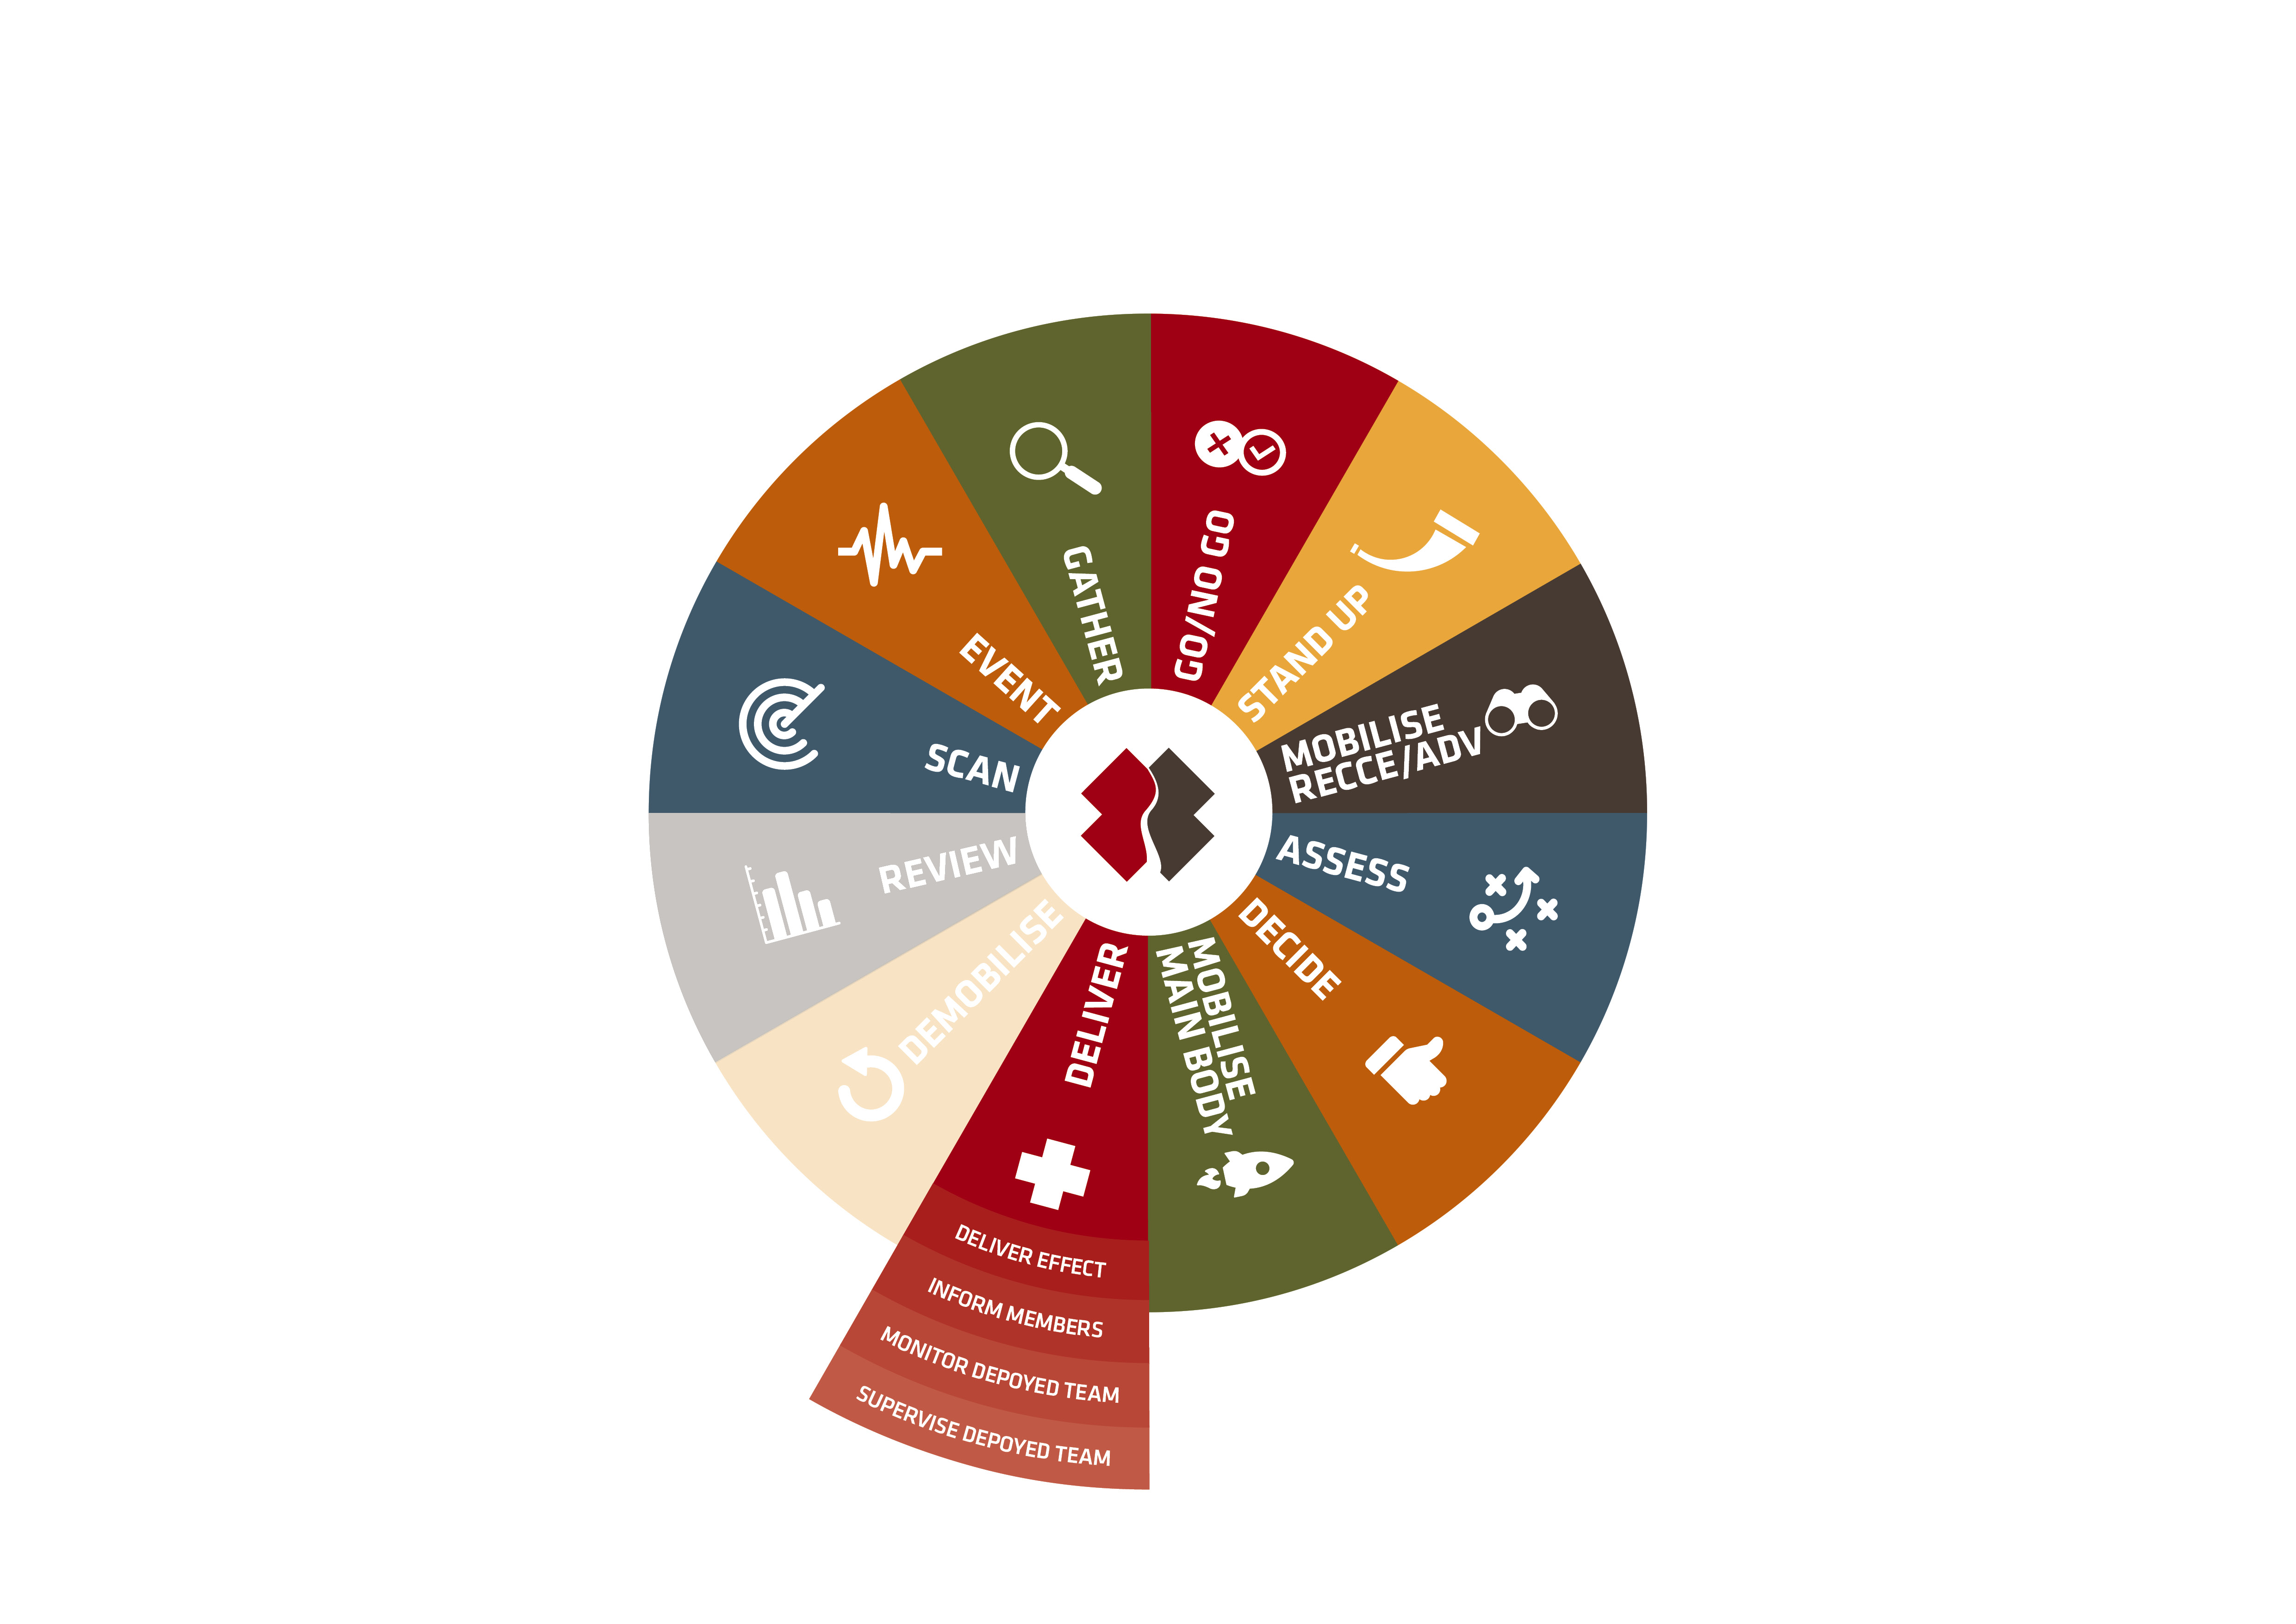 SCAN
EVENT
GATHER
GO/NO GO
STAND UP
MOBILISE
RECCE/ADV
ASSESS
DECIDE
MOBILISE
MAIN BODY
DELIVER
DELIVER EFFECT
INFORM MEMBERS
MONITOR DEPOYED TEAM
SUPERVISE DEPOYED TEAM
DEMOBILISE
REVIEW